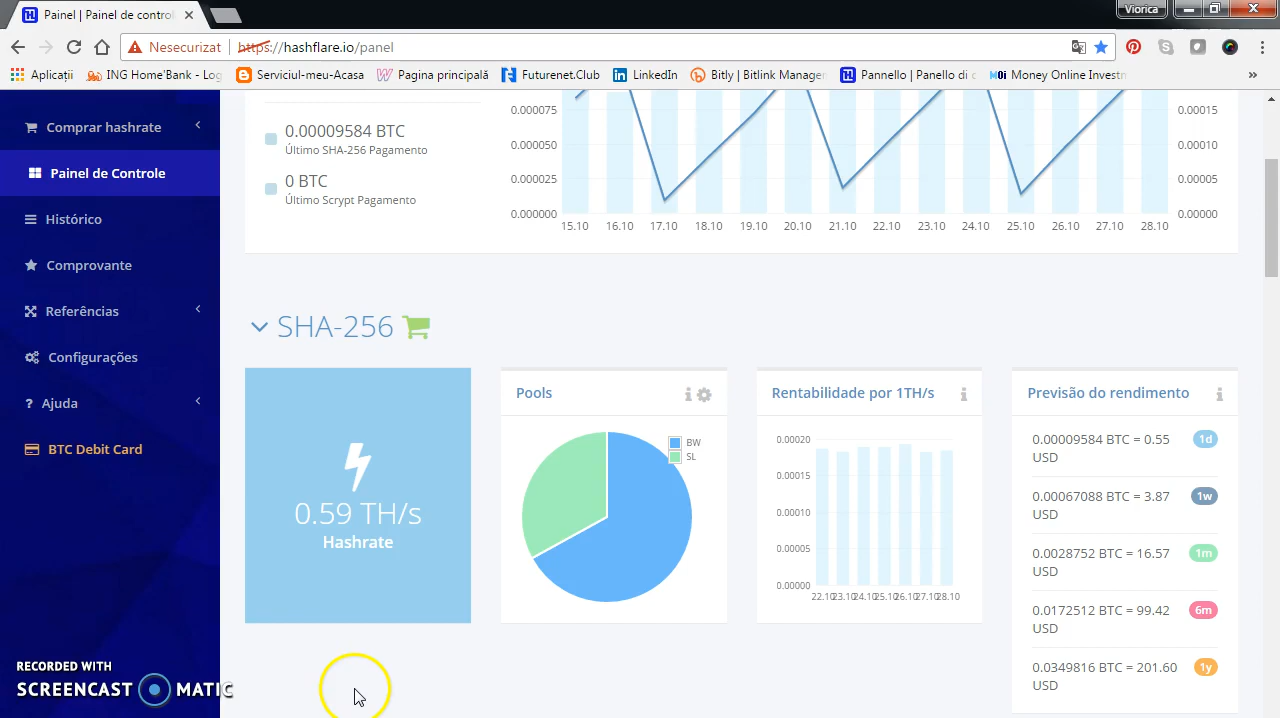 Painel | Painel de contro
Viorica
Nesecurizat
https://hashflare.io/panel
Aplicații
ING Home'Bank - Log
Serviciul-meu-Acasa
Pagina principală
Futurenet.Club
LinkedIn
Bitly | Bitlink Manager
Pannello | Panello di c
Money Online Investn
»
Comprar hashrate
Painel de Controle
Histórico
Comprovante
Referências
Configurações
Ajuda
BTC Debit Card
RECORDED WITH
SCREENCAST MATIC
0.00009584 BTC
Último SHA-256 Pagamento
0 BTC
Último Scrypt Pagamento
0.000075
0.000050
0.000025
0.000000
0.00015
0.00010
0.00005
0.00000
15.10 16.10 17.10 18.10 19.10 20.10 21.10 22.10 23.10 24.10 25.10 26.10 27.10 28.10
SHA-256
0.59 TH/s
Hashrate
Pools
BW
SL
Rentabilidade por 1TH/s
0.00020
0.00015
0.00010
0.00005
0.00000
22.10 23.10 24.10 25.10 26.10 27.10 28.10
Previsão do rendimento
0.00009584 BTC = 0.55 1d
USD
0.00067088 BTC = 3.87 1w
USD
0.0028752 BTC = 16.57 1m
USD
0.0172512 BTC = 99.42 6m
USD
0.0349816 BTC = 201.60 1y
USD